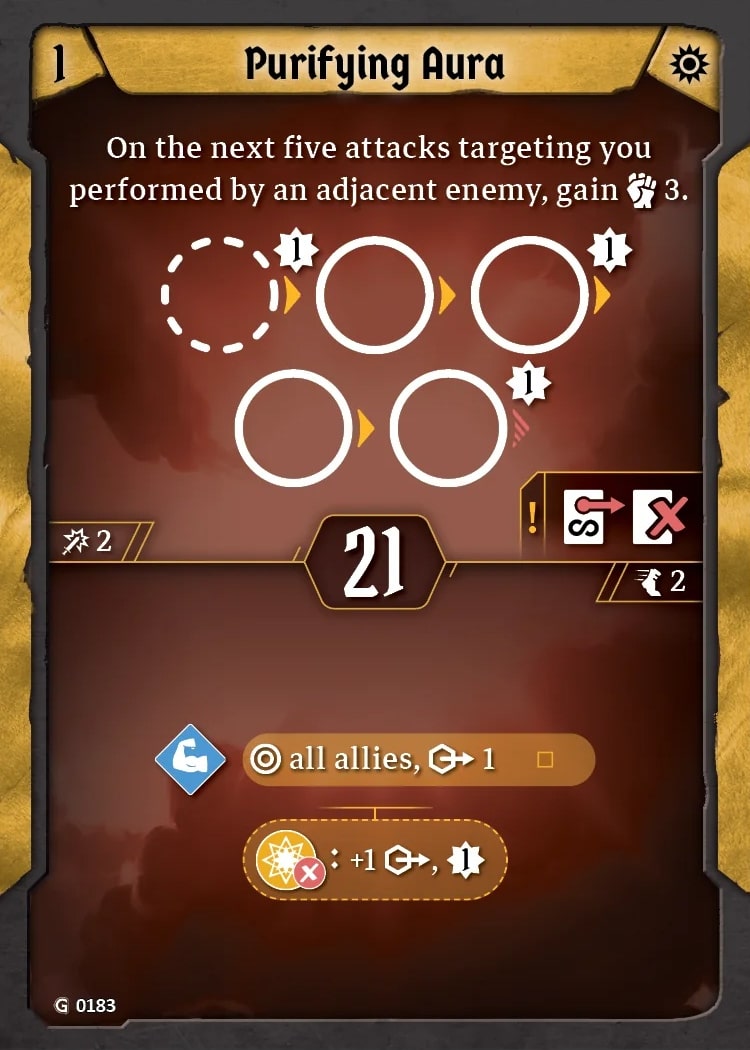 1 Purifying Aura
On the next five attacks targeting you
performed by an adjacent enemy, gain 3.
1 1
1
2
21
2
all allies, 1
: +1 , 1
G 0183